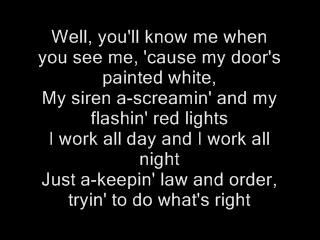 Well, you'll know me when
you see me, 'cause my door's
painted white,
My siren a-screamin' and my
flashin' red lights
I work all day and I work all
night
Just a-keepin' law and order,
tryin' to do what's right